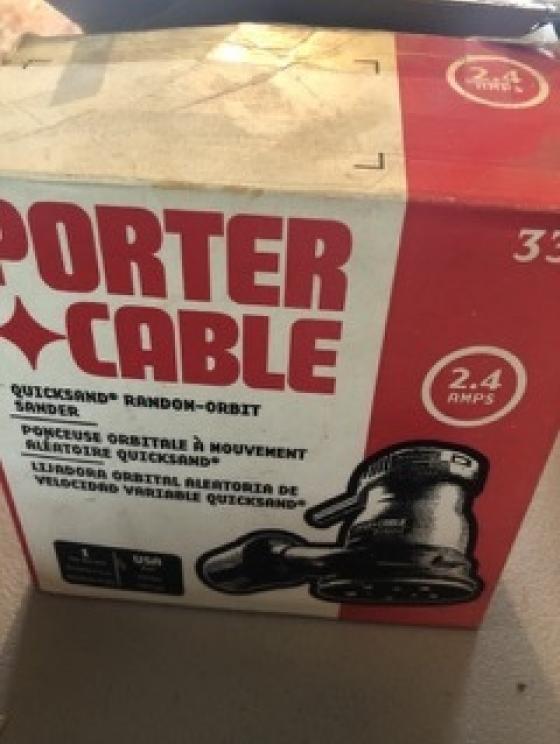 2.4
AMPS
PORTER
CABLE
33
2.4
AMPS
QUICKSAND® RANDOM-ORBIT
SANDER
PONCEUSE ORBITALE À MOUVEMENT
ALÉATOIRE QUICKSAND®
LIJADORA ORBITAL ALEATORIA DE
VELOCIDAD VARIABLE QUICKSAND®
1
USA